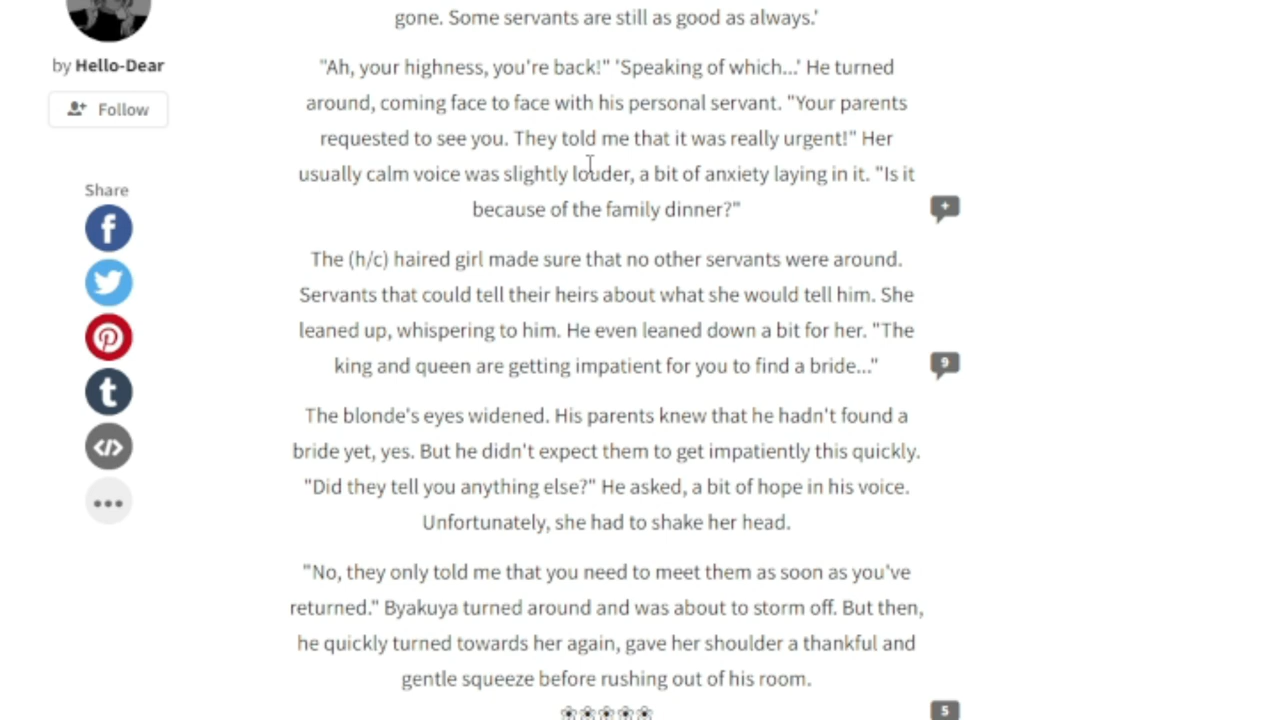 gone. Some servants are still as good as always.'
by Hello-Dear
Follow
Share
"Ah, your highness, you're back!" 'Speaking of which...' He turned
around, coming face to face with his personal servant. "Your parents
requested to see you. They told me that it was really urgent!" Her
usually calm voice was slightly louder, a bit of anxiety laying in it. "Is it
because of the family dinner?"
+
The (h/c) haired girl made sure that no other servants were around.
Servants that could tell their heirs about what she would tell him. She
leaned up, whispering to him. He even leaned down a bit for her. "The
king and queen are getting impatient for you to find a bride..."
9
The blonde's eyes widened. His parents knew that he hadn't found a
bride yet, yes. But he didn't expect them to get impatiently this quickly.
"Did they tell you anything else?" He asked, a bit of hope in his voice.
Unfortunately, she had to shake her head.
"No, they only told me that you need to meet them as soon as you've
returned." Byakuya turned around and was about to storm off. But then,
he quickly turned towards her again, gave her shoulder a thankful and
gentle squeeze before rushing out of his room.
❀❀❀❀❀
5